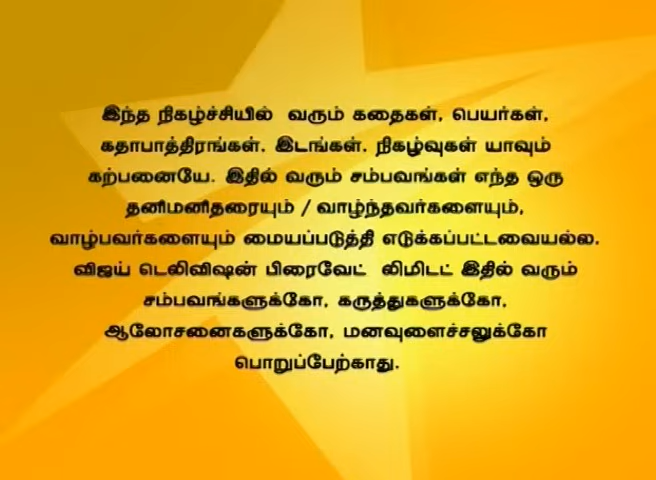 இந்த நிகழ்ச்சியில் வரும் கதைகள், பெயர்கள்,
கதாபாத்திரங்கள், இடங்கள், நிகழ்வுகள் யாவும்
கற்பனையே. இதில் வரும் சம்பவங்கள் எந்த ஒரு
தனிமனிதரையும் / வாழ்ந்தவர்களையும்,
வாழ்பவர்களையும் மையப்படுத்தி எடுக்கப்பட்டவையல்ல.
விஜய் டெலிவிஷன் பிரைவேட் லிமிடட் இதில் வரும்
சம்பவங்களுக்கோ, கருத்துகளுக்கோ,
ஆலோசனைகளுக்கோ, மனவுளைச்சலுக்கோ
பொறுப்பேற்காது.